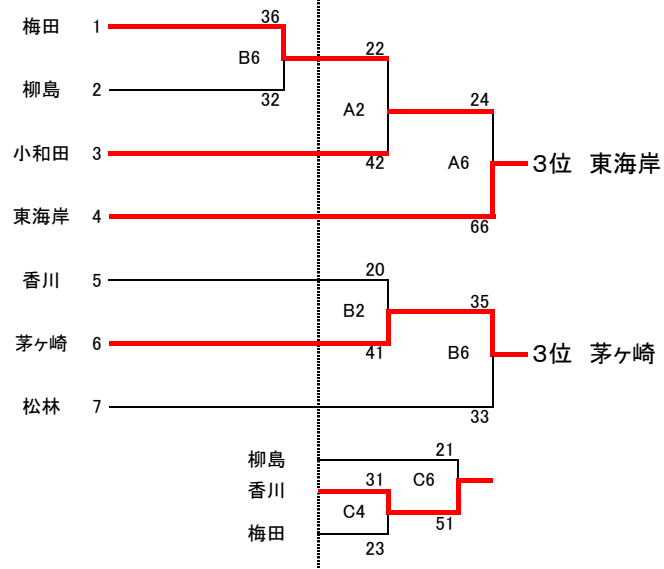 36
梅田 1
B6
22
柳島 2
32
24
A2
小和田 3
42
A6
3位 東海岸
東海岸 4
66
20
香川 5
35
B2
茅ヶ崎 6
41
B6
3位 茅ヶ崎
松林 7
33
21
柳島
31
C6
香川
C4
51
梅田
23